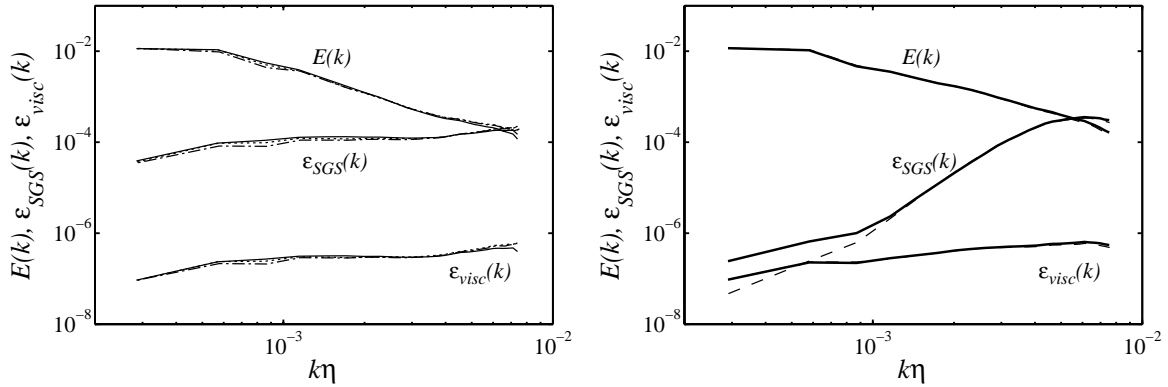 E(k), ε_SGS(k), ε_visc(k)
10^-2
10^-4
10^-6
10^-8
E(k)
ε_SGS(k)
ε_visc(k)
10^-3
10^-2
kη
E(k), ε_SGS(k), ε_visc(k)
10^-2
10^-4
10^-6
10^-8
E(k)
ε_SGS(k)
ε_visc(k)
10^-3
10^-2
kη